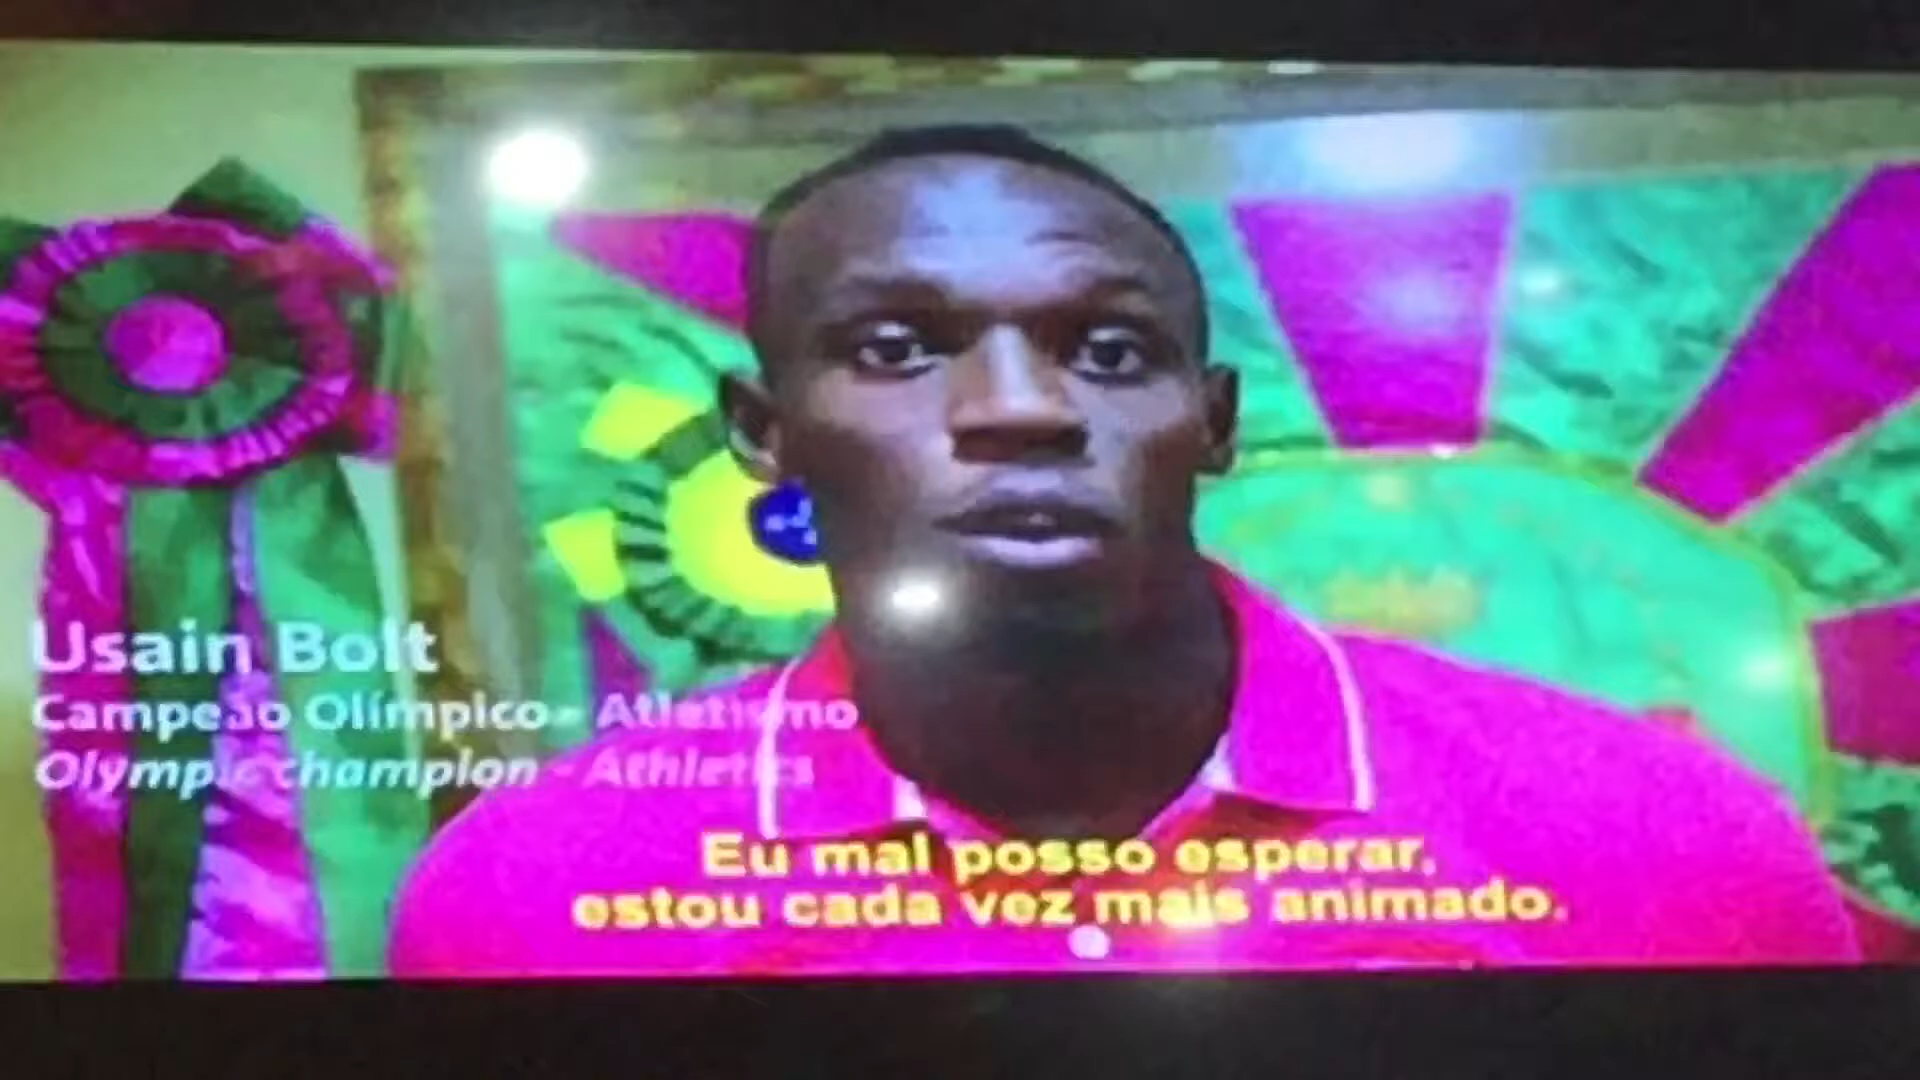 Usain Bolt
Campeão Olímpico - Atletismo
Olympic champion - Athletics
Eu mal posso esperar,
estou cada vez mais animado.